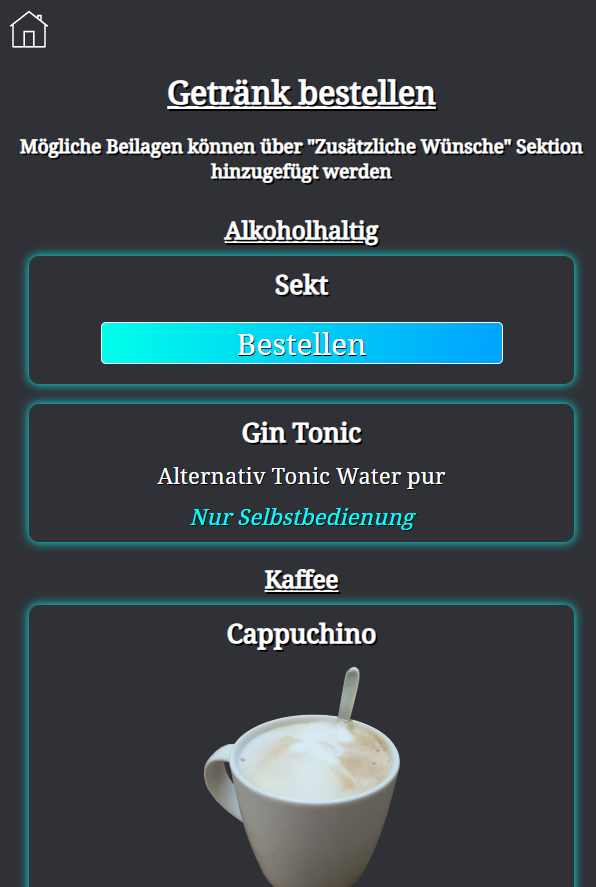 Getränk bestellen
Mögliche Beilagen können über "Zusätzliche Wünsche" Sektion
hinzugefügt werden
Alkoholhaltig
Sekt
Bestellen
Gin Tonic
Alternativ Tonic Water pur
Nur Selbstbedienung
Kaffee
Cappuchino